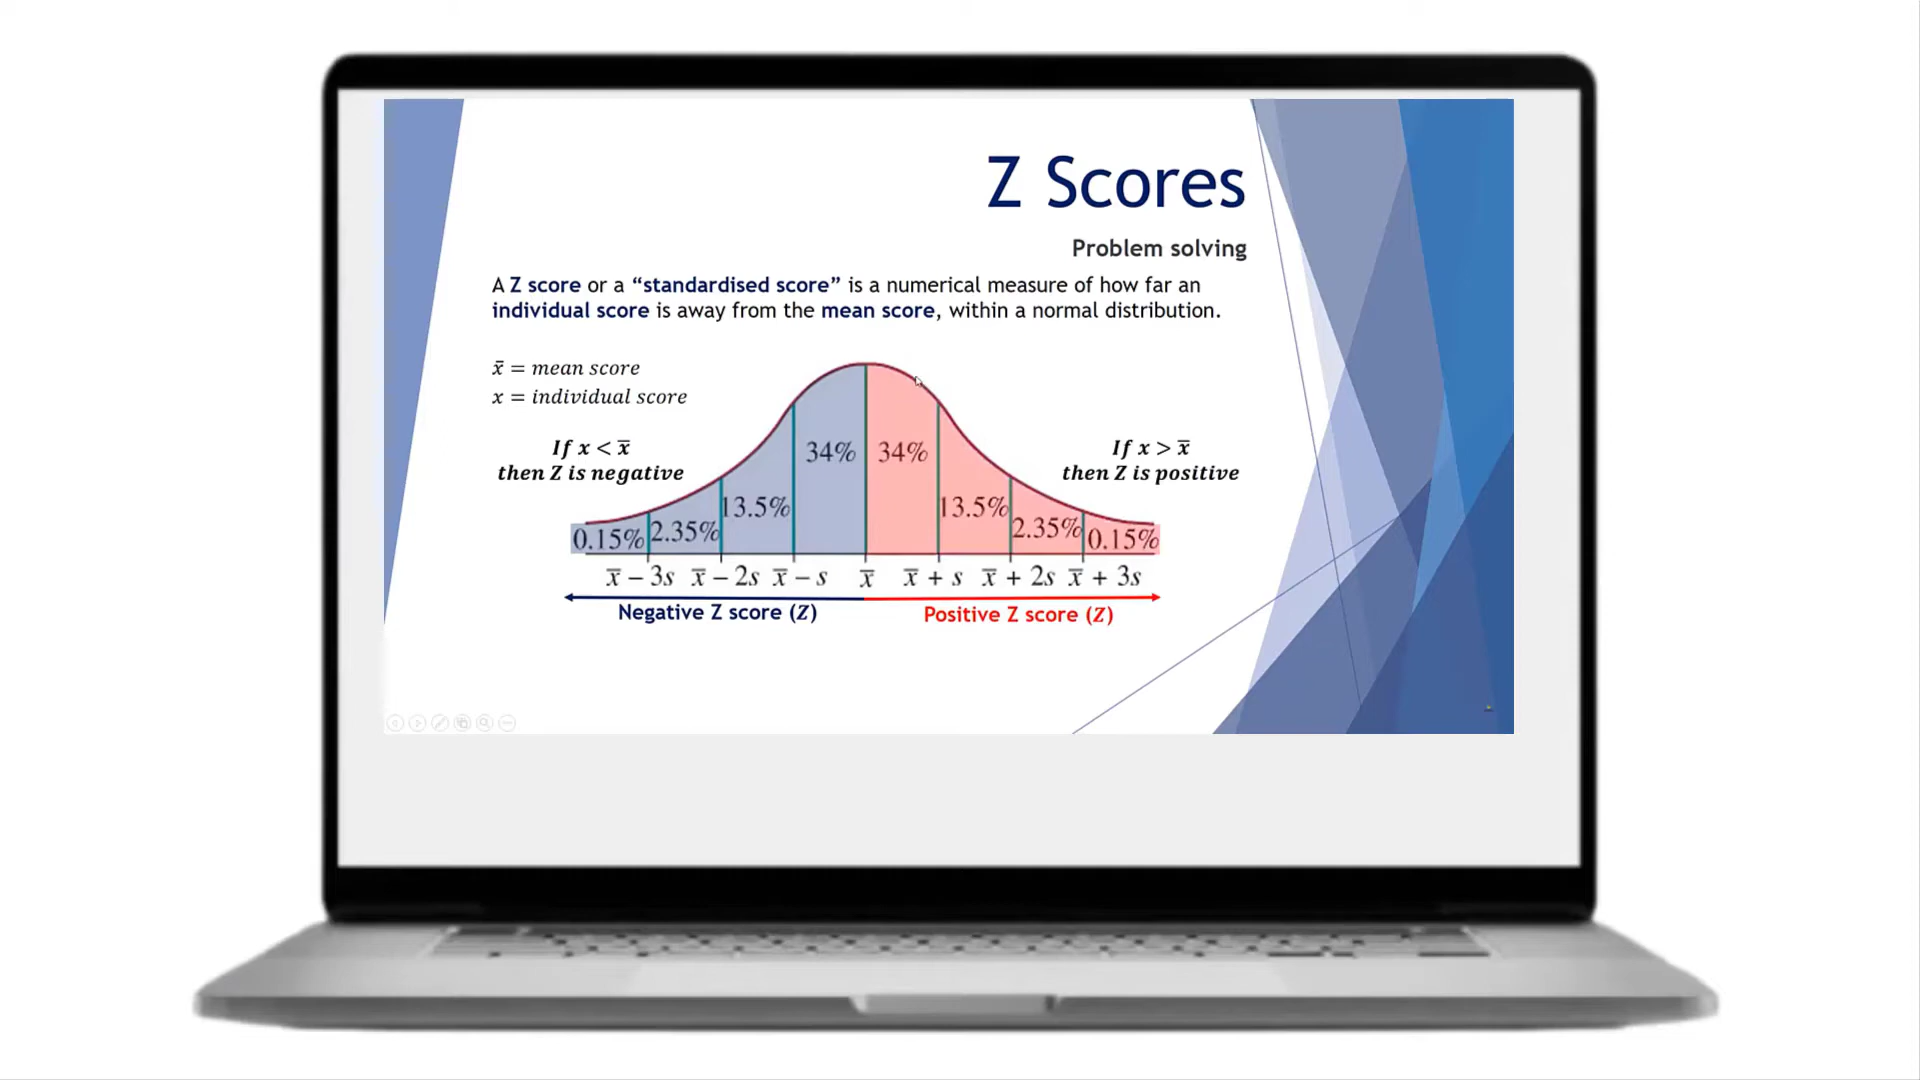 Z Scores
Problem solving
A Z score or a “standardised score” is a numerical measure of how far an
individual score is away from the mean score, within a normal distribution.
x̄ = mean score
x = individual score
If x < x̄
then Z is negative
If x > x̄
then Z is positive
34% 34%
13.5% 13.5%
0.15% 2.35% 2.35% 0.15%
x̄ − 3s x̄ − 2s x̄ − s x̄ x̄ + s x̄ + 2s x̄ + 3s
Negative Z score (Z) Positive Z score (Z)